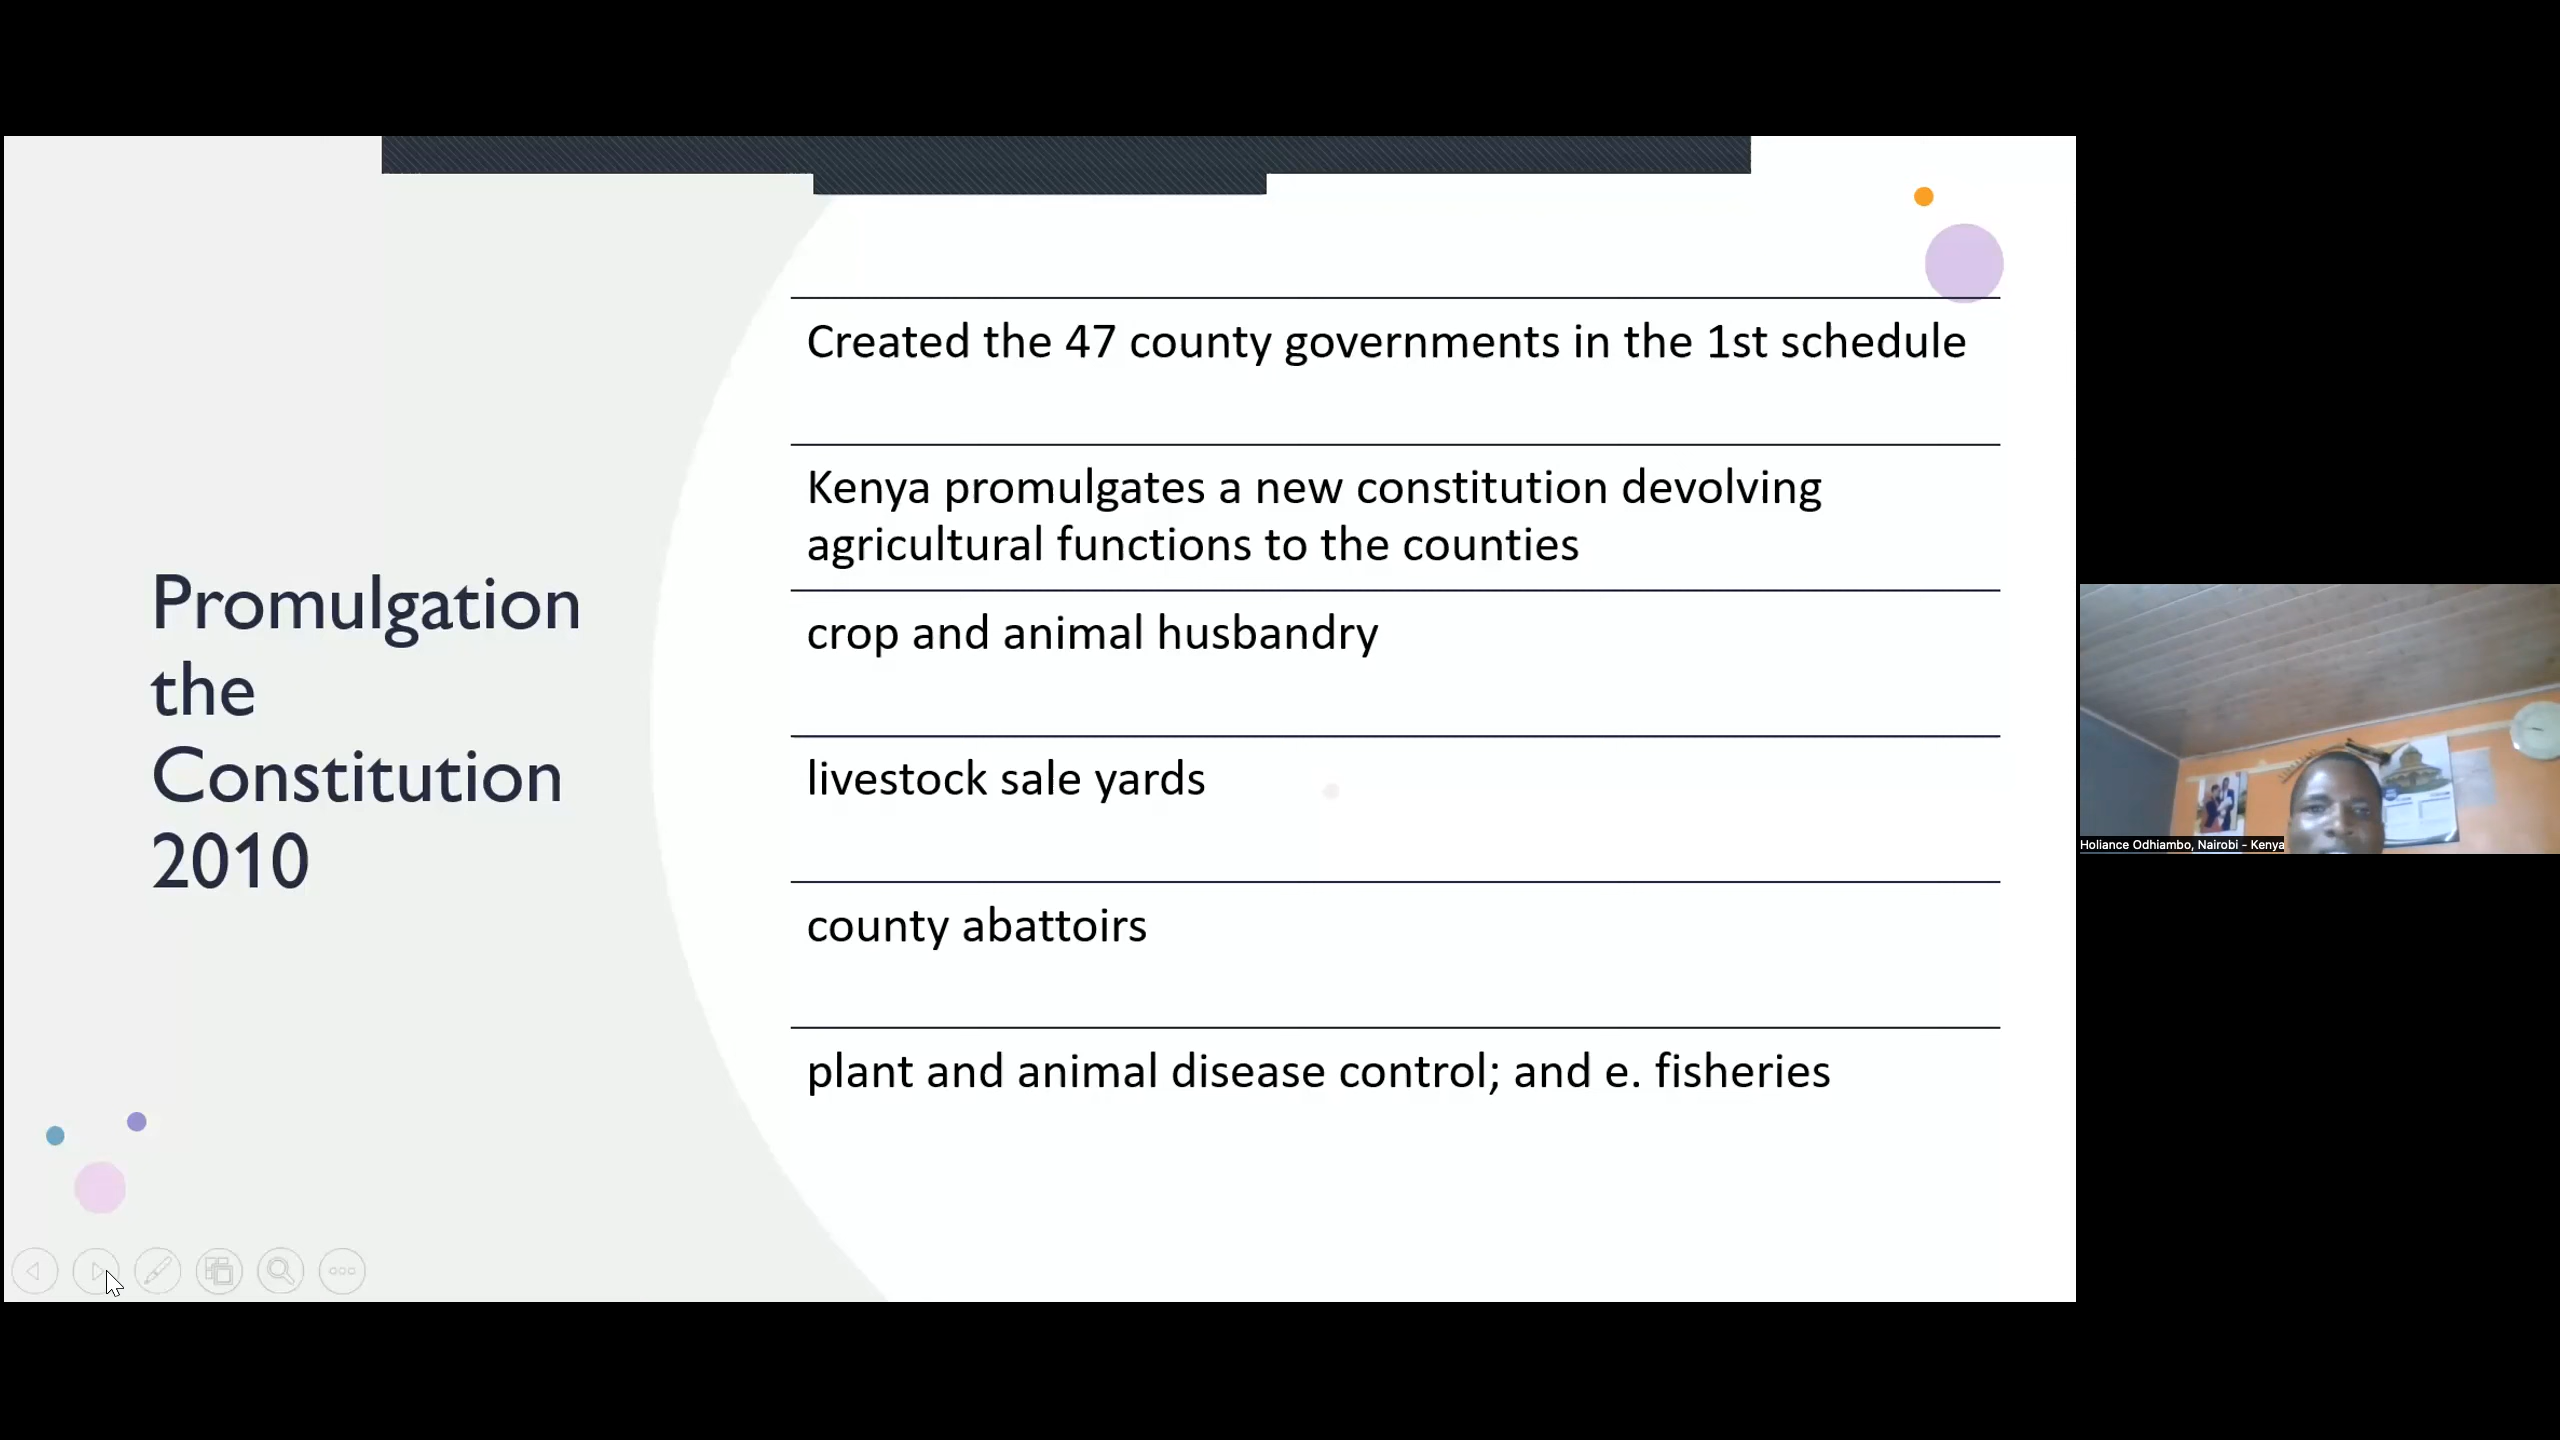 Promulgation
the
Constitution
2010
Created the 47 county governments in the 1st schedule
Kenya promulgates a new constitution devolving
agricultural functions to the counties
crop and animal husbandry
livestock sale yards
county abattoirs
plant and animal disease control; and e. fisheries
Holiance Odhiambo, Nairobi - Kenya